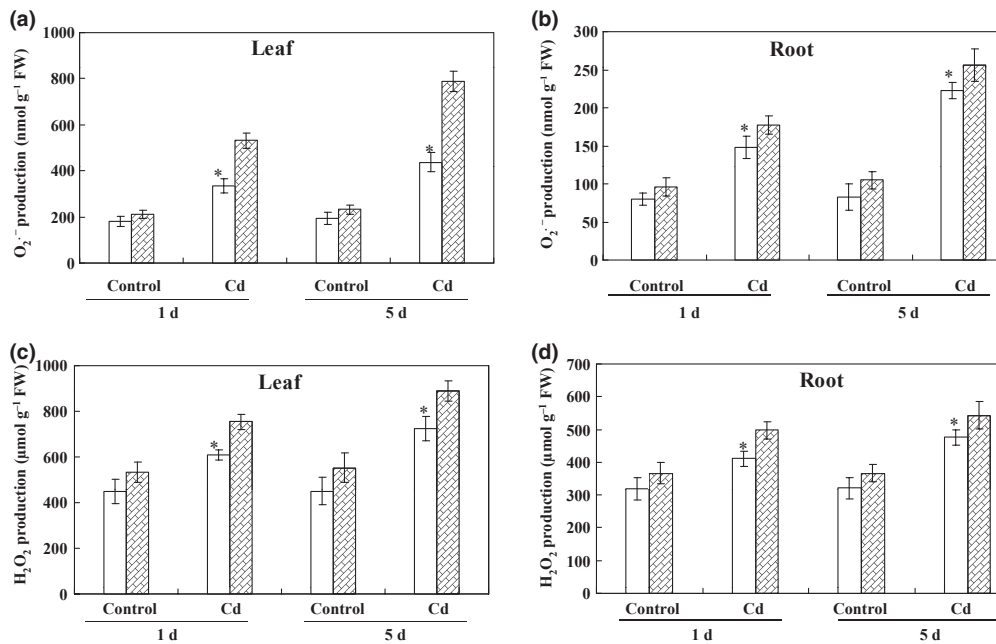 (a)
Leaf
O₂·⁻ production (nmol g⁻¹ FW)
1000
800
600
400
200
0
Control Cd Control Cd
1 d 5 d
* *
(b)
Root
O₂·⁻ production (nmol g⁻¹ FW)
300
250
200
150
100
50
0
Control Cd Control Cd
1 d 5 d
* *
(c)
Leaf
H₂O₂ production (µmol g⁻¹ FW)
1000
800
600
400
200
0
Control Cd Control Cd
1 d 5 d
* *
(d)
Root
H₂O₂ production (µmol g⁻¹ FW)
700
600
500
400
300
200
100
0
Control Cd Control Cd
1 d 5 d
* *